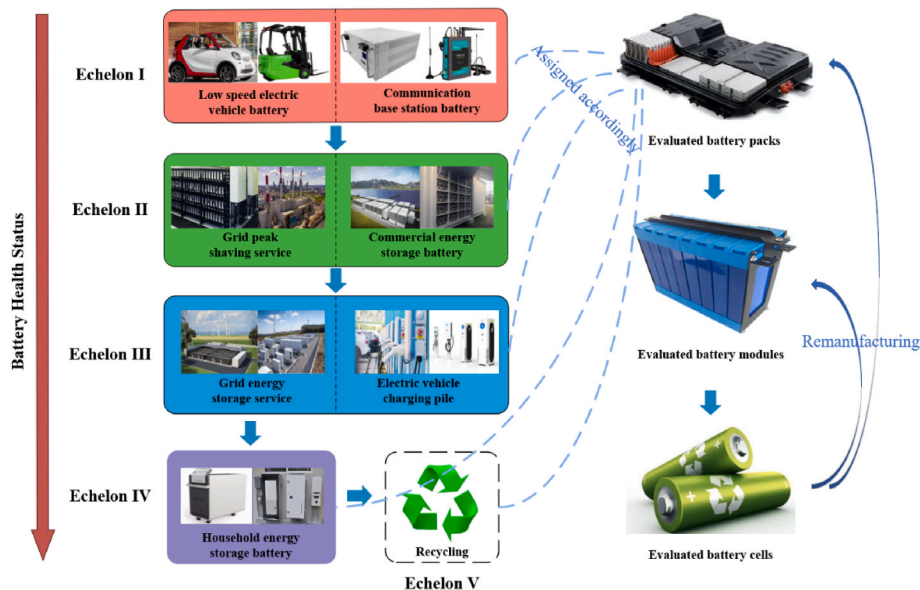 Echelon I
Low speed electric
vehicle battery
Communication
base station battery
Echelon II
Grid peak
shaving service
Commercial energy
storage battery
Echelon III
Grid energy
storage service
Electric vehicle
charging pile
Echelon IV
Household energy
storage battery
Recycling
Echelon V
Battery Health Status
Assigned accordingly
Evaluated battery packs
Evaluated battery modules
Remanufacturing
Evaluated battery cells